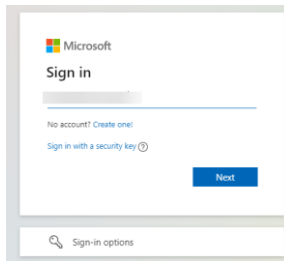 Microsoft
Sign in
No account? Create one!
Sign in with a security key
Next
Sign-in options